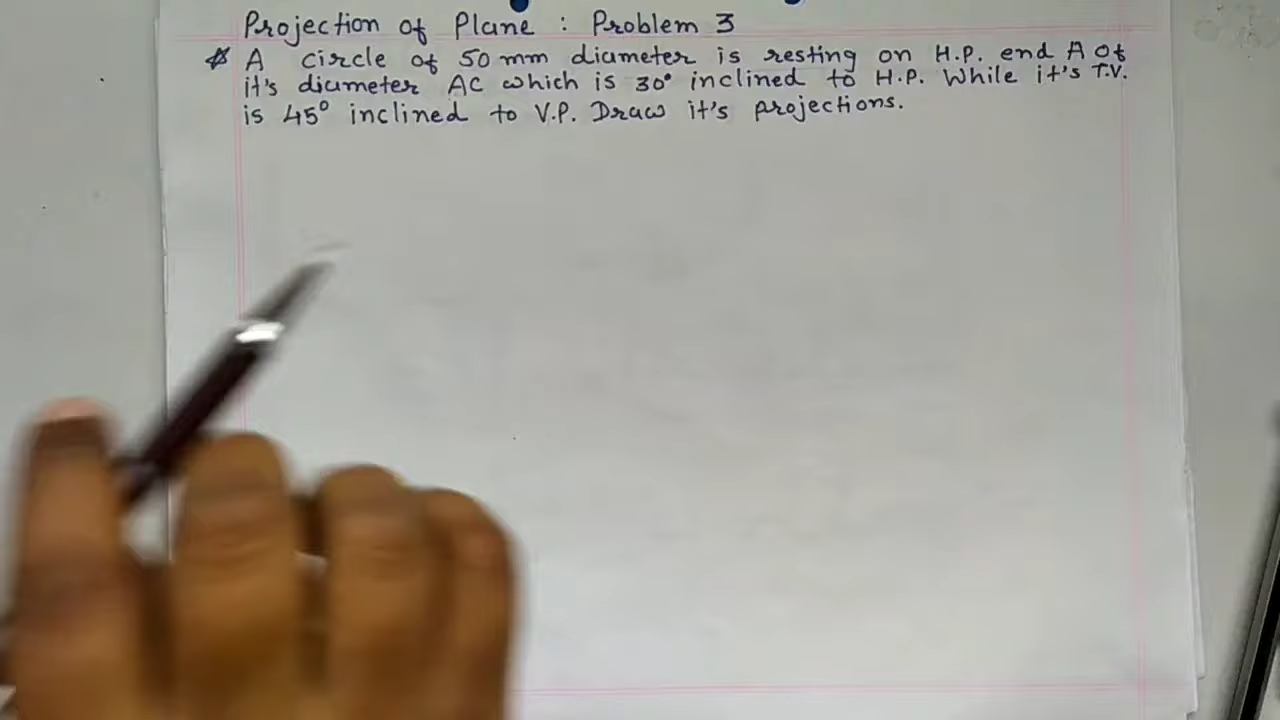 Projection of Plane : Problem 3
A circle of 50 mm diameter is resting on H.P. end A of
it's diameter AC which is 30° inclined to H.P. While it's T.V.
is 45° inclined to V.P. Draw it's projections.